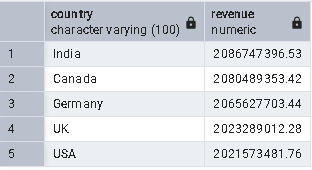 country revenue
character varying (100) numeric
1 India 2086747396.53
2 Canada 2080489353.42
3 Germany 2065627703.44
4 UK 2023289012.28
5 USA 2021573481.76